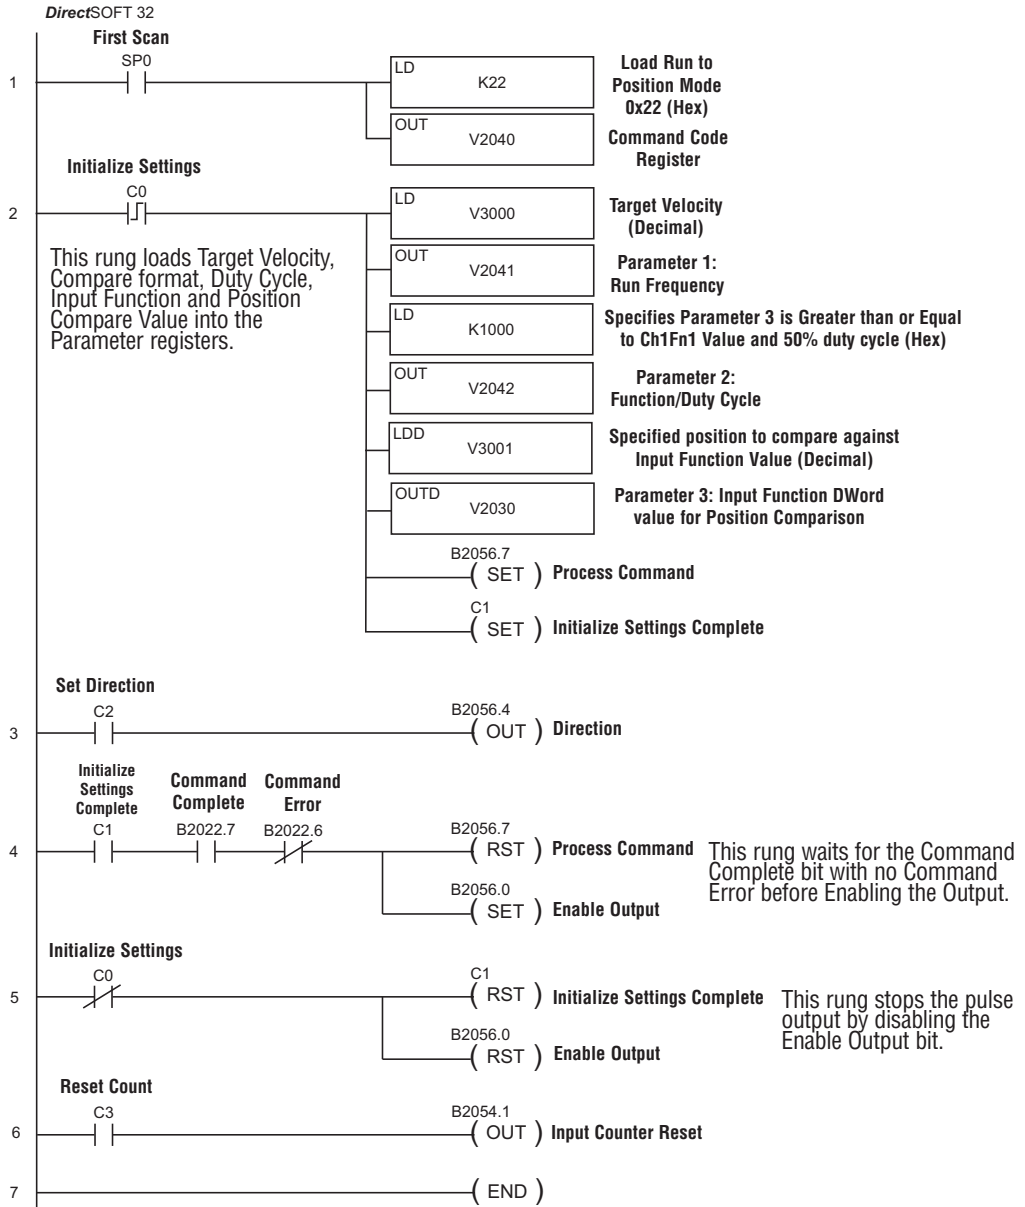 DirectSOFT 32
First Scan
SP0
1
LD
K22
Load Run to
Position Mode
0x22 (Hex)
OUT
V2040
Command Code
Register
Initialize Settings
C0
2
LD
V3000
Target Velocity
(Decimal)
This rung loads Target Velocity,
Compare format, Duty Cycle,
Input Function and Position
Compare Value into the
Parameter registers.
OUT
V2041
Parameter 1:
Run Frequency
LD
K1000
Specifies Parameter 3 is Greater than or Equal
to Ch1Fn1 Value and 50% duty cycle (Hex)
OUT
V2042
Parameter 2:
Function/Duty Cycle
LDD
V3001
Specified position to compare against
Input Function Value (Decimal)
OUTD
V2030
Parameter 3: Input Function DWord
value for Position Comparison
B2056.7
( SET ) Process Command
C1
( SET ) Initialize Settings Complete
Set Direction
C2
3
B2056.4
( OUT ) Direction
Initialize
Settings
Complete
C1
Command
Complete
B2022.7
Command
Error
B2022.6
4
B2056.7
( RST ) Process Command
B2056.0
( SET ) Enable Output
This rung waits for the Command
Complete bit with no Command
Error before Enabling the Output.
Initialize Settings
C0
5
C1
( RST ) Initialize Settings Complete
B2056.0
( RST ) Enable Output
This rung stops the pulse
output by disabling the
Enable Output bit.
Reset Count
C3
6
B2054.1
( OUT ) Input Counter Reset
7
( END )